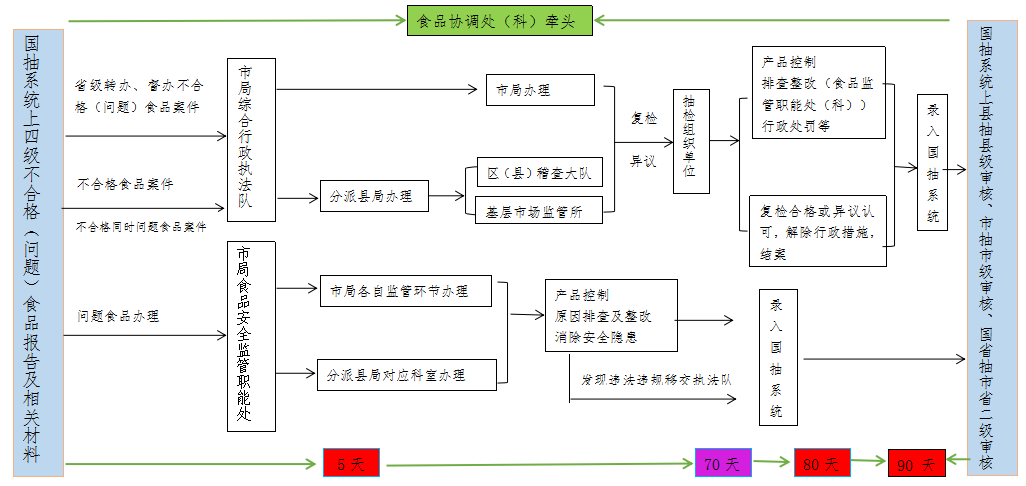 食品协调处（科）牵头
国抽系统上四级不合格（问题）食品报告及相关材料
省级转办、督办不合
格（问题）食品案件
不合格食品案件
不合格同时问题食品案件
问题食品办理
市局综合行政执法队
市局办理
分派县局办理
区（县）稽查大队
基层市场监管所
复检
异议
抽检组织单位
产品控制
排查整改（食品监
管职能处（科））
行政处罚等
复检合格或异议认
可，解除行政措施，
结案
录入国抽系统
市局食品安全监管职能处
市局各自监管环节办理
分派县局对应科室办理
产品控制
原因排查及整改
消除安全隐患
发现违法违规移交执法队
录入国抽系统
国抽系统上县抽县级审核、市抽市级审核、国省抽市省二级审核
5 天
70 天
80 天
90 天